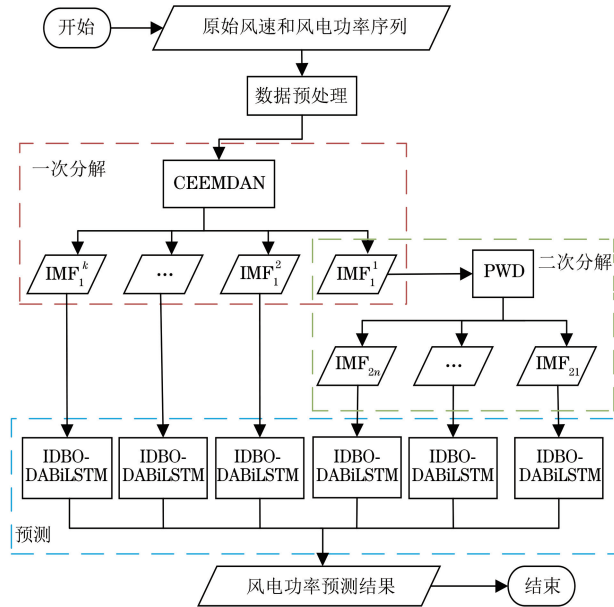 开始
原始风速和风电功率序列
数据预处理
一次分解
CEEMDAN
IMF₁ᵏ
...
IMF₁²
IMF₁¹
PWD
二次分解
IMF₂ₙ
...
IMF₂₁
IDBO-
DABiLSTM
IDBO-
DABiLSTM
IDBO-
DABiLSTM
IDBO-
DABiLSTM
IDBO-
DABiLSTM
IDBO-
DABiLSTM
预测
风电功率预测结果
结束